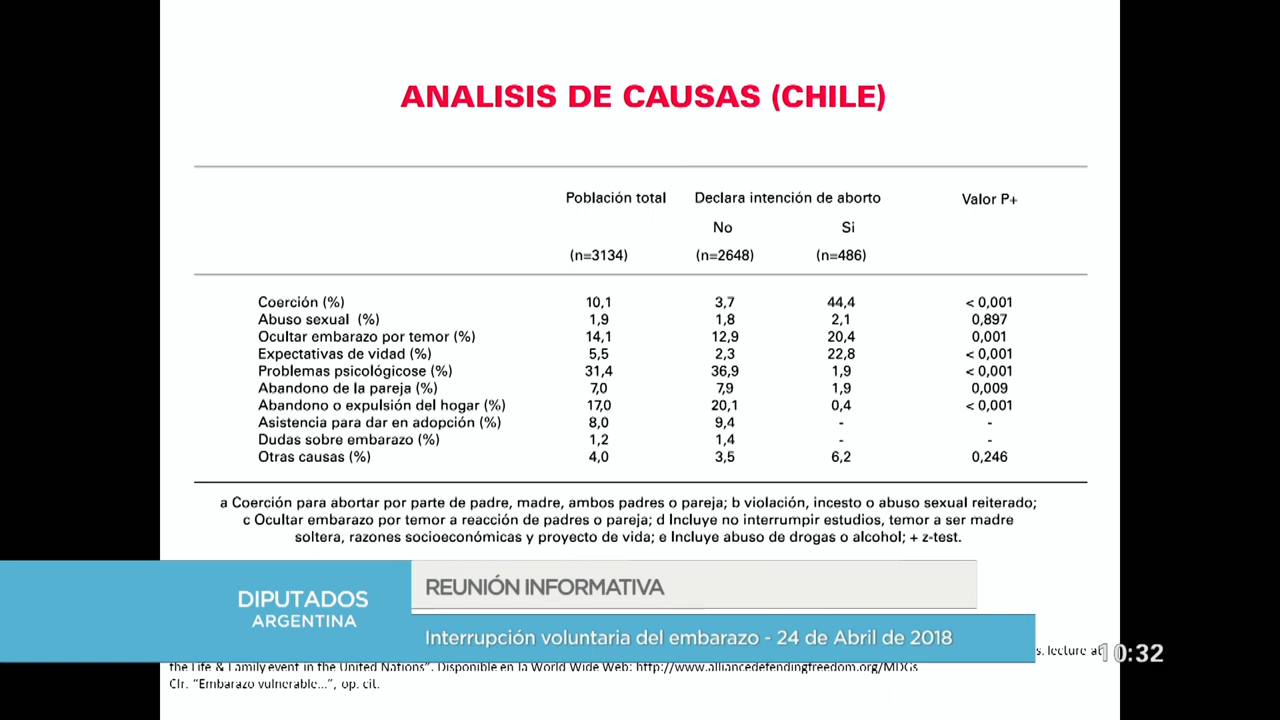 ANALISIS DE CAUSAS (CHILE)
Población total Declara intención de aborto Valor P+
No Si
(n=3134) (n=2648) (n=486)
Coerción (%) 10,1 3,7 44,4 < 0,001
Abuso sexual (%) 1,9 1,8 2,1 0,897
Ocultar embarazo por temor (%) 14,1 12,9 20,4 0,001
Expectativas de vidad (%) 5,5 2,3 22,8 < 0,001
Problemas psicológicose (%) 31,4 36,9 1,9 < 0,001
Abandono de la pareja (%) 7,0 7,9 1,9 0,009
Abandono o expulsión del hogar (%) 17,0 20,1 0,4 < 0,001
Asistencia para dar en adopción (%) 8,0 9,4 - -
Dudas sobre embarazo (%) 1,2 1,4 - -
Otras causas (%) 4,0 3,5 6,2 0,246
a Coerción para abortar por parte de padre, madre, ambos padres o pareja; b violación, incesto o abuso sexual reiterado;
c Ocultar embarazo por temor a reacción de padres o pareja; d Incluye no interrumpir estudios, temor a ser madre
soltera, razones socioeconómicas y proyecto de vida; e Incluye abuso de drogas o alcohol; + z-test.
DIPUTADOS
ARGENTINA
REUNIÓN INFORMATIVA
Interrupción voluntaria del embarazo - 24 de Abril de 2018
s. lecture at
10:32
the Life & Family event in the United Nations”. Disponible en la World Wide Web: http://www.alliancedefendingfreedom.org/MDGs
Cfr. “Embarazo vulnerable...”, op. cit.